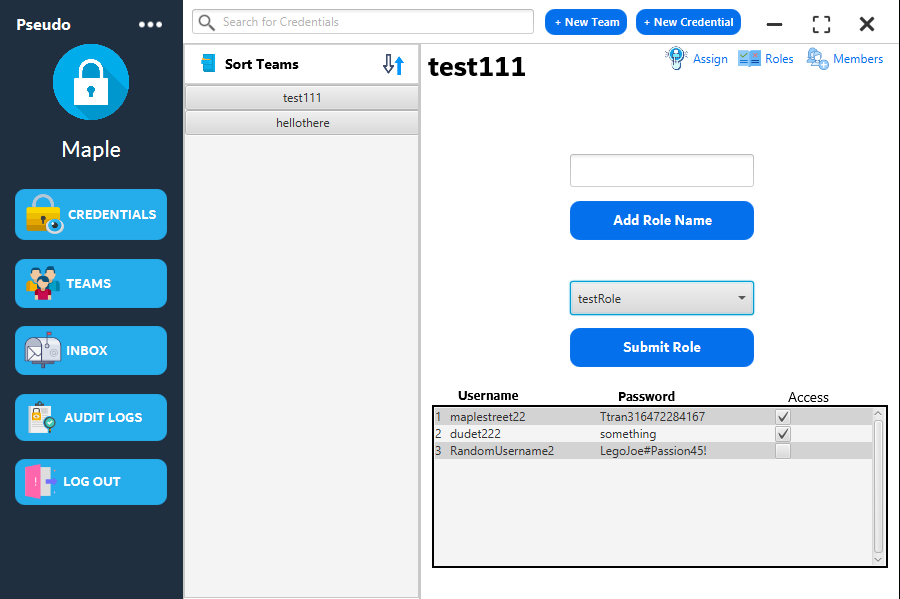 Pseudo
Maple
CREDENTIALS
TEAMS
INBOX
AUDIT LOGS
LOG OUT
Search for Credentials
+ New Team
+ New Credential
Sort Teams
test111
hellothere
test111
Assign
Roles
Members
Add Role Name
testRole
Submit Role
Username Password Access
1 maplestreet22 Ttran316472284167
2 dudet222 something
3 RandomUsername2 LegoJoe#Passion45!